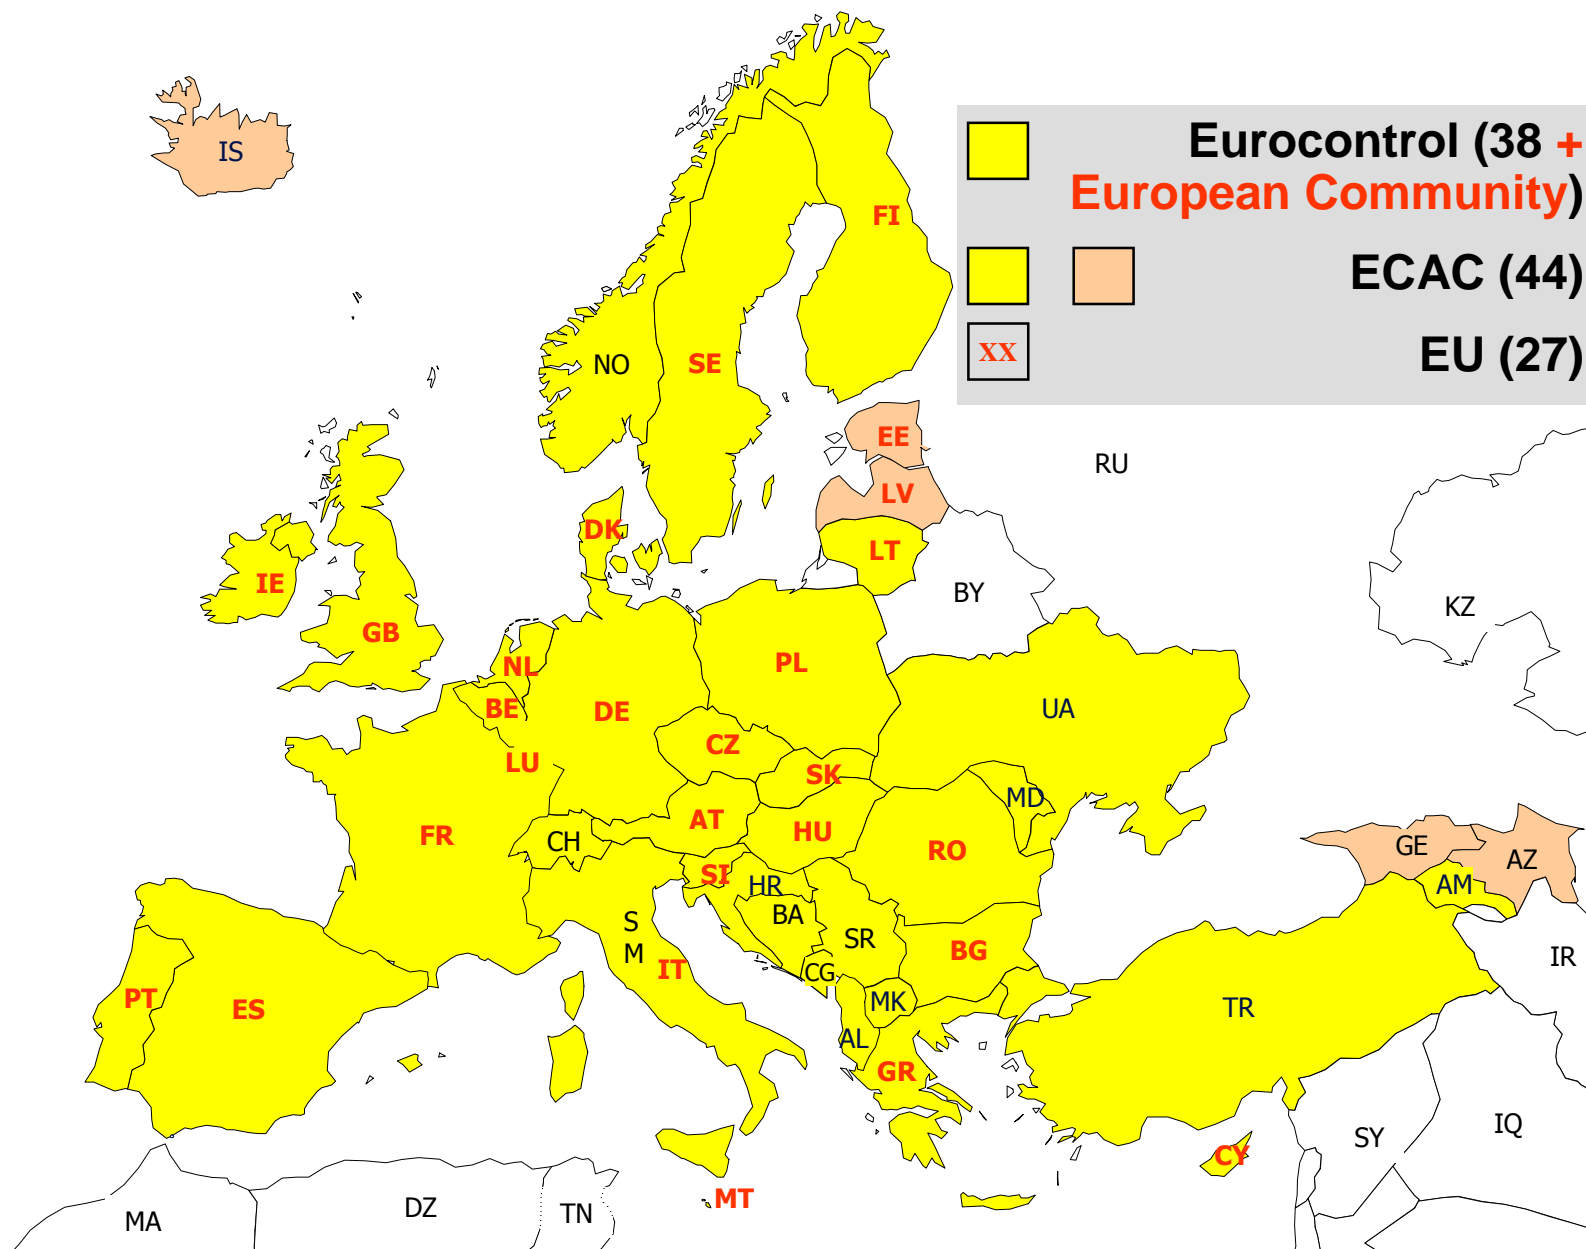 IS
Eurocontrol (38 +
European Community)
FI
ECAC (44)
XX
EU (27)
NO
SE
EE
RU
LV
DK
LT
IE
BY
KZ
GB
NL
PL
BE
DE
UA
CZ
LU
SK
MD
AT
FR
HU
CH
RO
GE
AZ
SI
HR
AM
BA
S
M
SR
BG
IR
IT
CG
PT
ES
MK
TR
AL
GR
IQ
SY
CY
MT
DZ
TN
MA